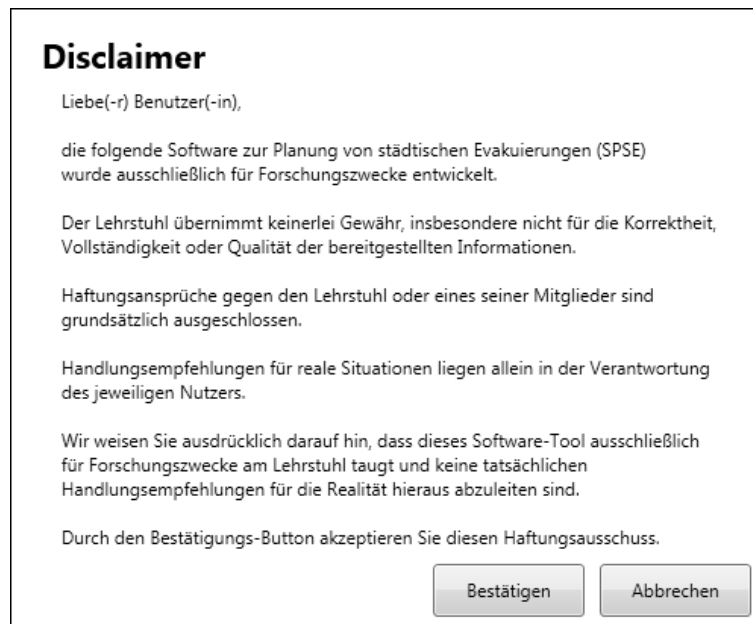 Disclaimer
Liebe(-r) Benutzer(-in),
die folgende Software zur Planung von städtischen Evakuierungen (SPSE)
wurde ausschließlich für Forschungszwecke entwickelt.
Der Lehrstuhl übernimmt keinerlei Gewähr, insbesondere nicht für die Korrektheit,
Vollständigkeit oder Qualität der bereitgestellten Informationen.
Haftungsansprüche gegen den Lehrstuhl oder eines seiner Mitglieder sind
grundsätzlich ausgeschlossen.
Handlungsempfehlungen für reale Situationen liegen allein in der Verantwortung
des jeweiligen Nutzers.
Wir weisen Sie ausdrücklich darauf hin, dass dieses Software-Tool ausschließlich
für Forschungszwecke am Lehrstuhl taugt und keine tatsächlichen
Handlungsempfehlungen für die Realität hieraus abzuleiten sind.
Durch den Bestätigungs-Button akzeptieren Sie diesen Haftungsausschuss.
Bestätigen Abbrechen